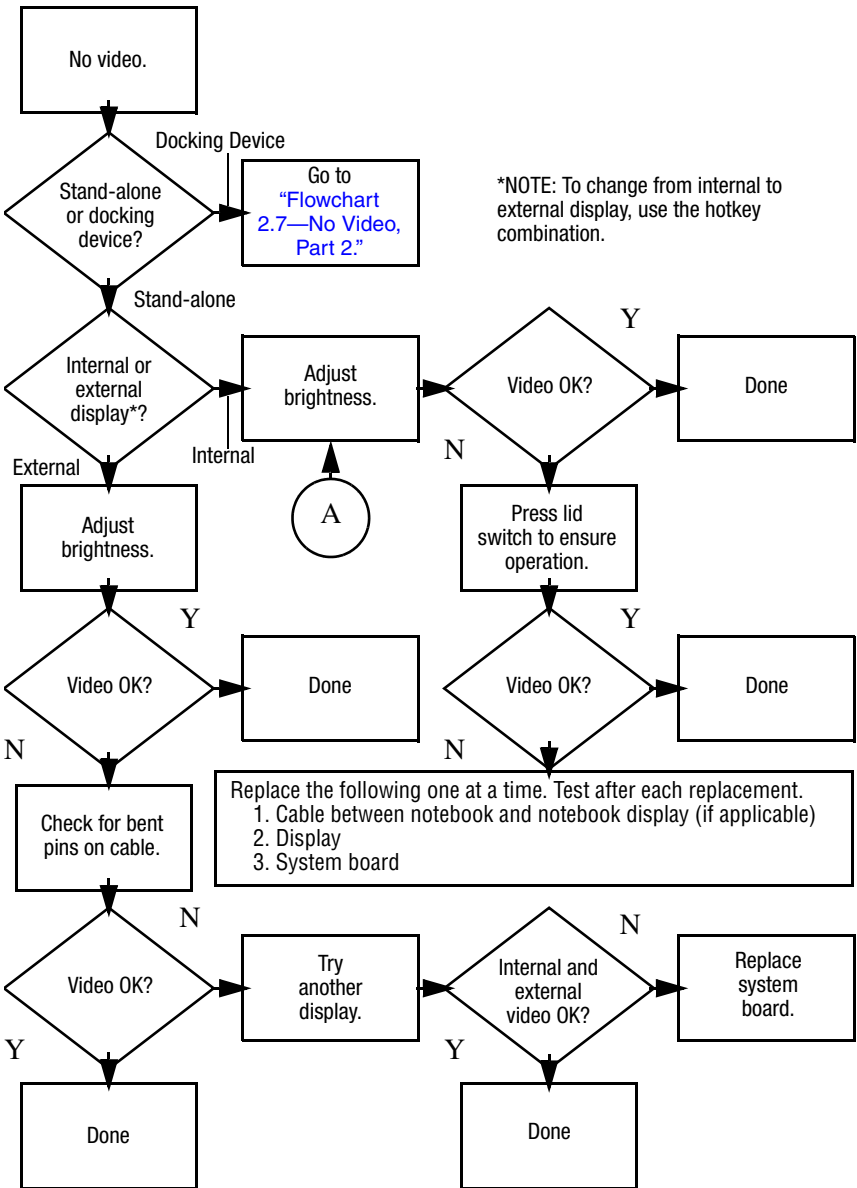 No video.
Docking Device
Stand-alone
or docking
device?
Go to
“Flowchart
2.7—No Video,
Part 2.”
*NOTE: To change from internal to
external display, use the hotkey
combination.
Stand-alone
Internal or
external
display*?
Internal
External
Adjust
brightness.
A
Video OK?
Y
Done
N
Press lid
switch to ensure
operation.
Adjust
brightness.
Video OK?
Y
Done
N
Video OK?
Y
Done
N
Replace the following one at a time. Test after each replacement.
1. Cable between notebook and notebook display (if applicable)
2. Display
3. System board
Check for bent
pins on cable.
Video OK?
N
Try
another
display.
Internal and
external
video OK?
N
Replace
system
board.
Y
Done
Y
Done